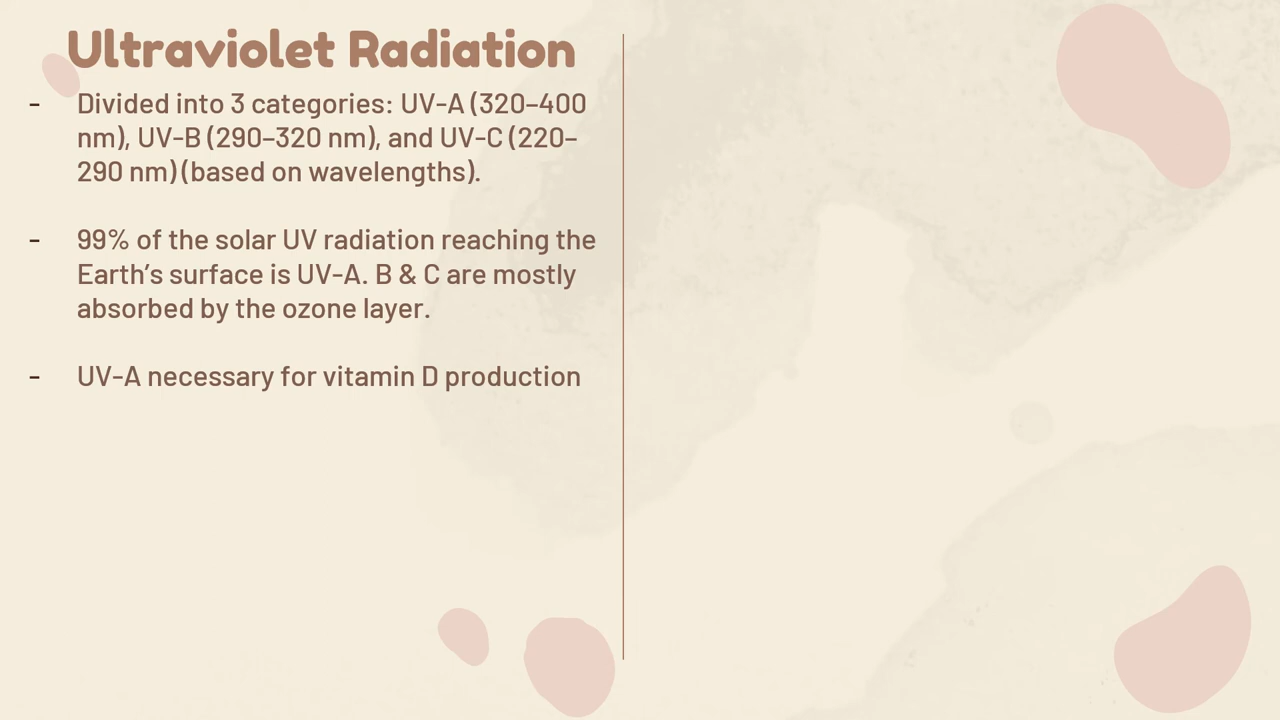 Ultraviolet Radiation
- Divided into 3 categories: UV-A (320–400
nm), UV-B (290–320 nm), and UV-C (220–
290 nm) (based on wavelengths).
- 99% of the solar UV radiation reaching the
Earth’s surface is UV-A. B & C are mostly
absorbed by the ozone layer.
- UV-A necessary for vitamin D production